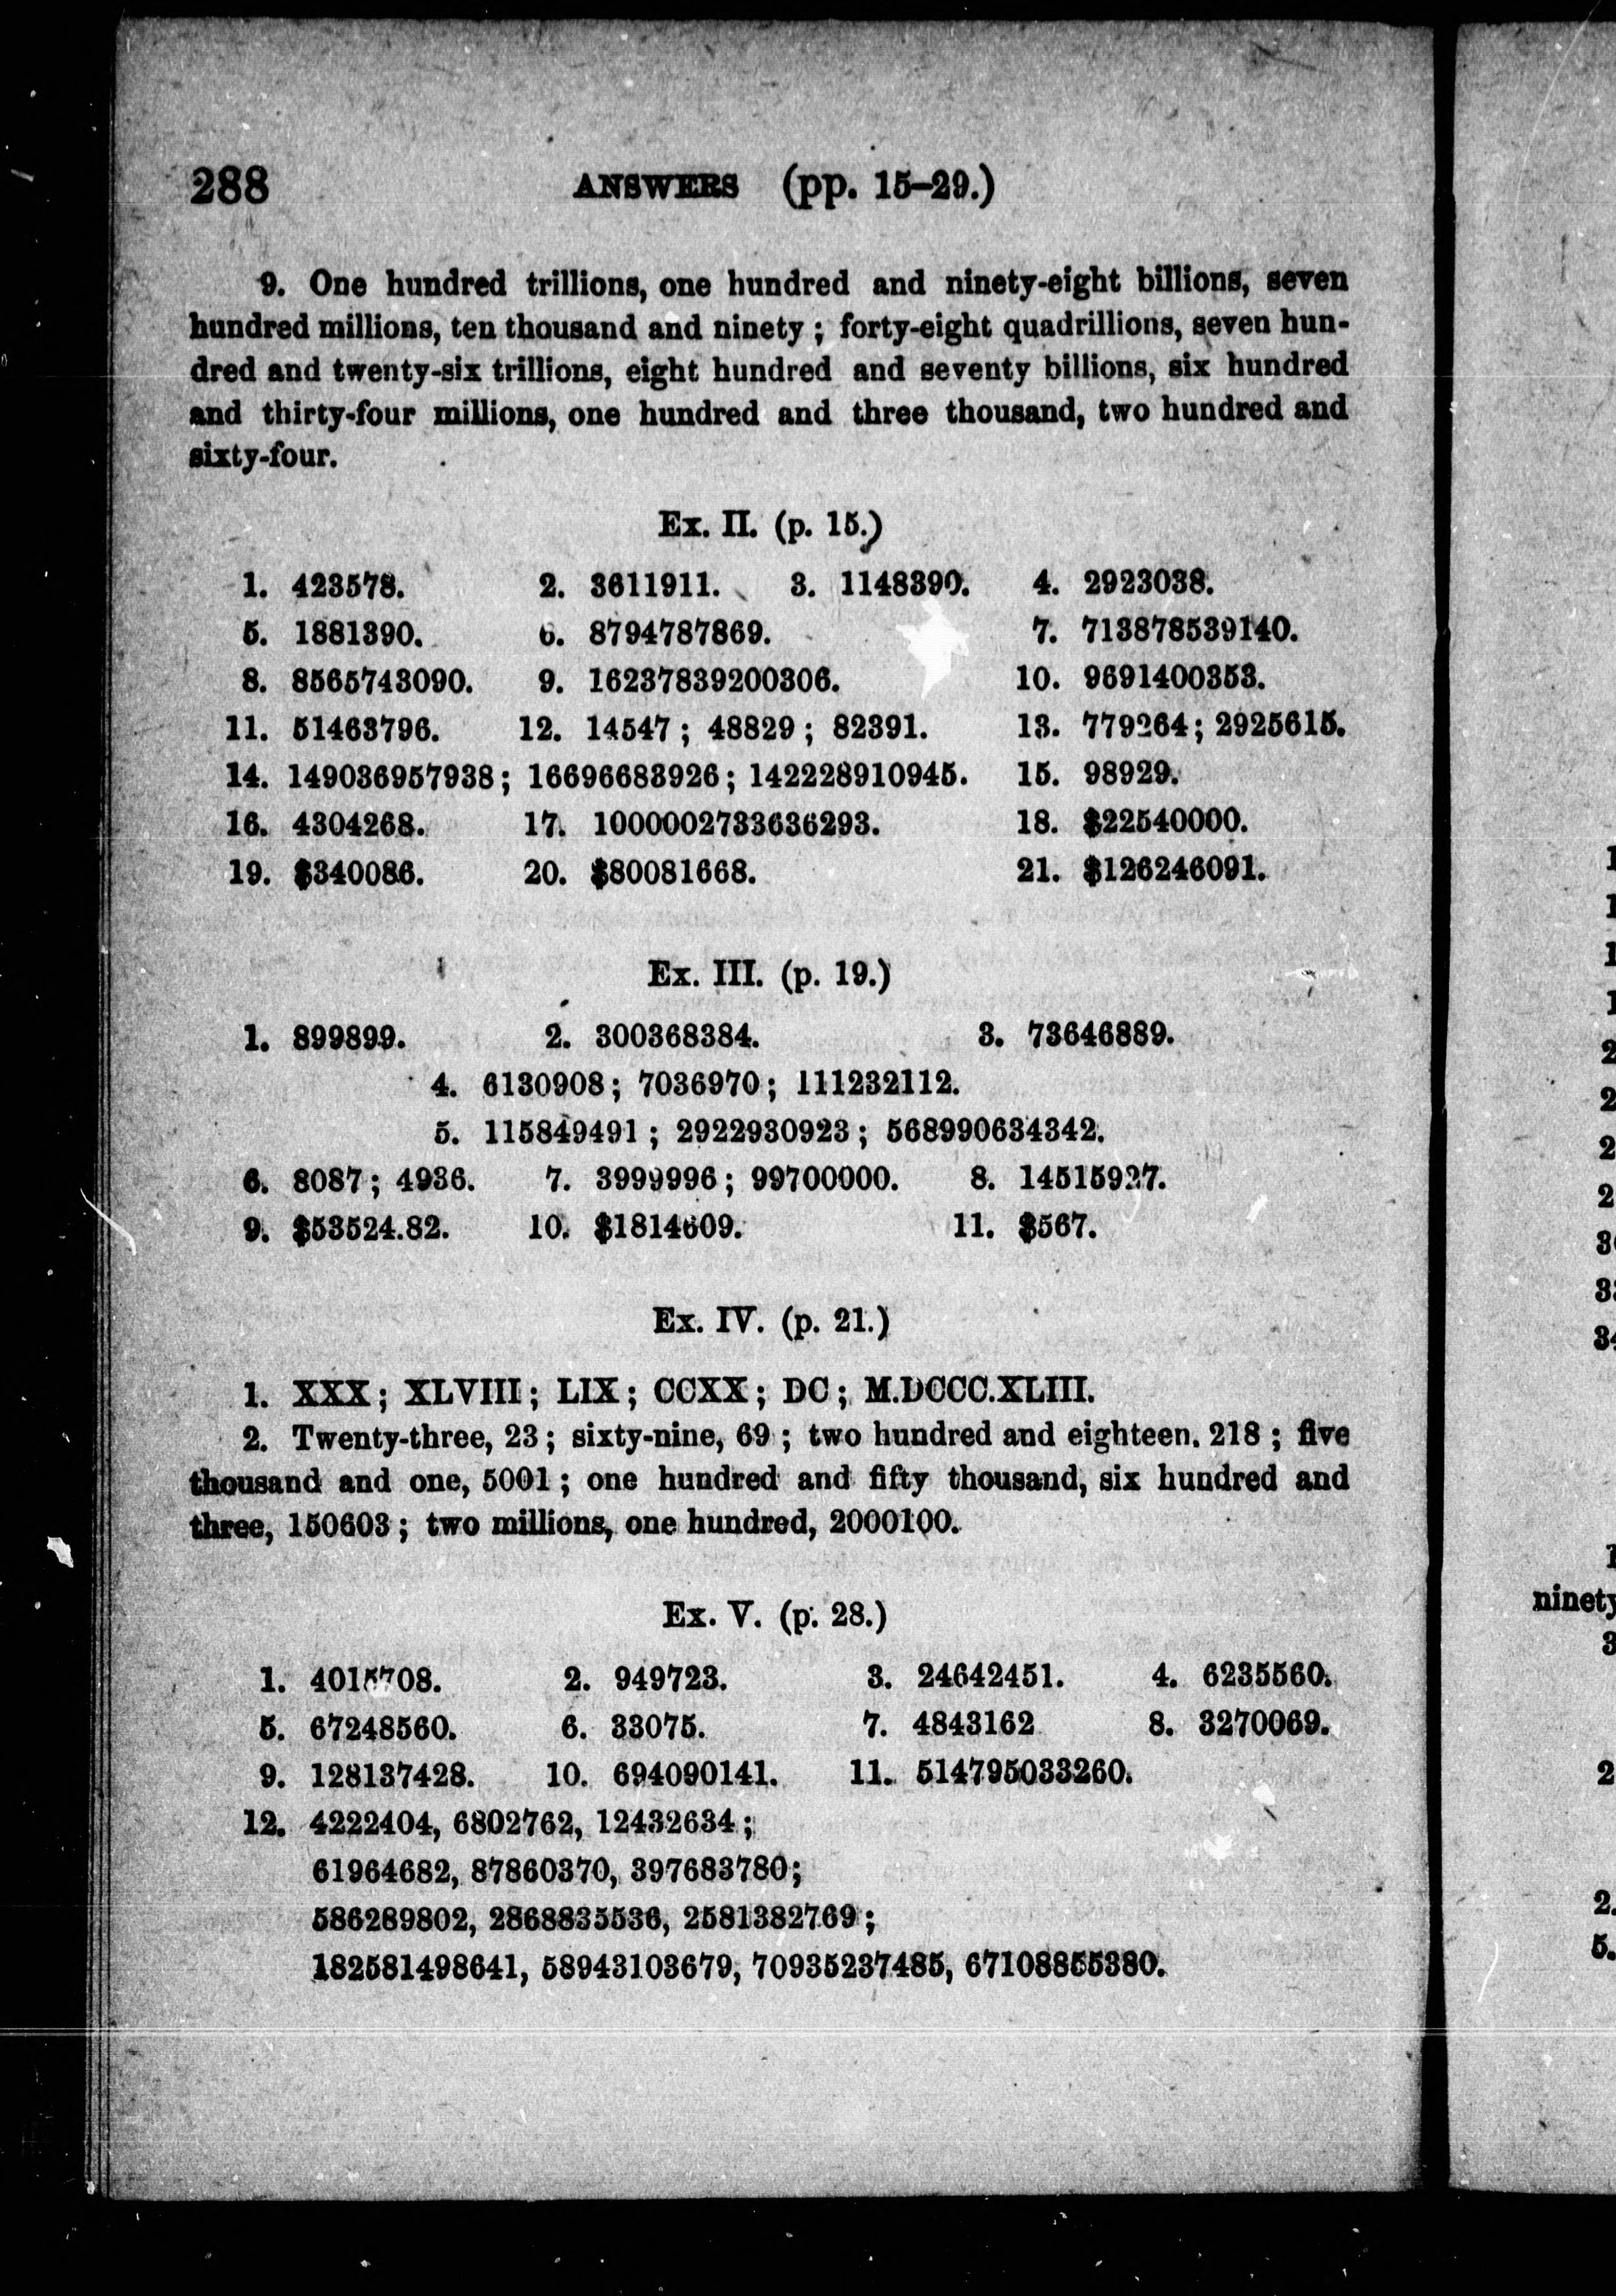 288 ANSWERS (pp. 15–29.)
9. One hundred trillions, one hundred and ninety-eight billions, seven
hundred millions, ten thousand and ninety ; forty-eight quadrillions, seven hun-
dred and twenty-six trillions, eight hundred and seventy billions, six hundred
and thirty-four millions, one hundred and three thousand, two hundred and
sixty-four.
Ex. II. (p. 15.)
1. 423578. 2. 3611911. 3. 1148390. 4. 2923038.
5. 1881390. 6. 8794787869. 7. 713878539140.
8. 8565743090. 9. 16237839200306. 10. 9691400353.
11. 51463796. 12. 14547 ; 48829 ; 82391. 13. 779264 ; 2925615.
14. 149036957938 ; 16696683926 ; 142228910945. 15. 98929.
16. 4304268. 17. 1000002733636293. 18. $22540000.
19. $340086. 20. $80081668. 21. $126246091.
Ex. III. (p. 19.)
1. 899899. 2. 300368384. 3. 73646889.
4. 6130908 ; 7036970 ; 111232112.
5. 115849491 ; 2922930923 ; 568990634342.
6. 8087 ; 4936. 7. 3999996 ; 99700000. 8. 14515927.
9. $53524.82. 10. $1814609. 11. $567.
Ex. IV. (p. 21.)
1. XXX ; XLVIII ; LIX ; CCXX ; DC ; M.DCCC.XLIII.
2. Twenty-three, 23 ; sixty-nine, 69 ; two hundred and eighteen. 218 ; five
thousand and one, 5001 ; one hundred and fifty thousand, six hundred and
three, 150603 ; two millions, one hundred, 2000100.
Ex. V. (p. 28.)
1. 4015708. 2. 949723. 3. 24642451. 4. 6235560.
5. 67248560. 6. 33075. 7. 4843162 8. 3270069.
9. 128137428. 10. 694090141. 11. 514795033260.
12. 4222404, 6802762, 12432634 ;
61964682, 87860370, 397683780 ;
586289802, 2868835536, 2581382769 ;
182581498641, 58943103679, 70935237485, 67108855380.